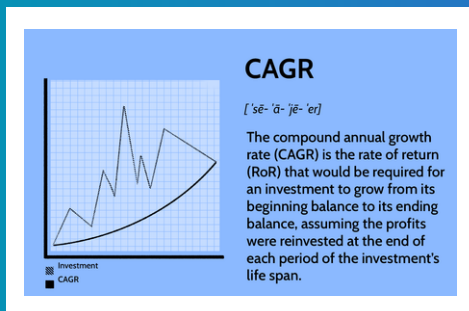 CAGR
[ 'sē- 'ā- 'jē- 'er]
The compound annual growth
rate (CAGR) is the rate of return
(RoR) that would be required for
an investment to grow from its
beginning balance to its ending
balance, assuming the profits
were reinvested at the end of
each period of the investment's
life span.
Investment
CAGR